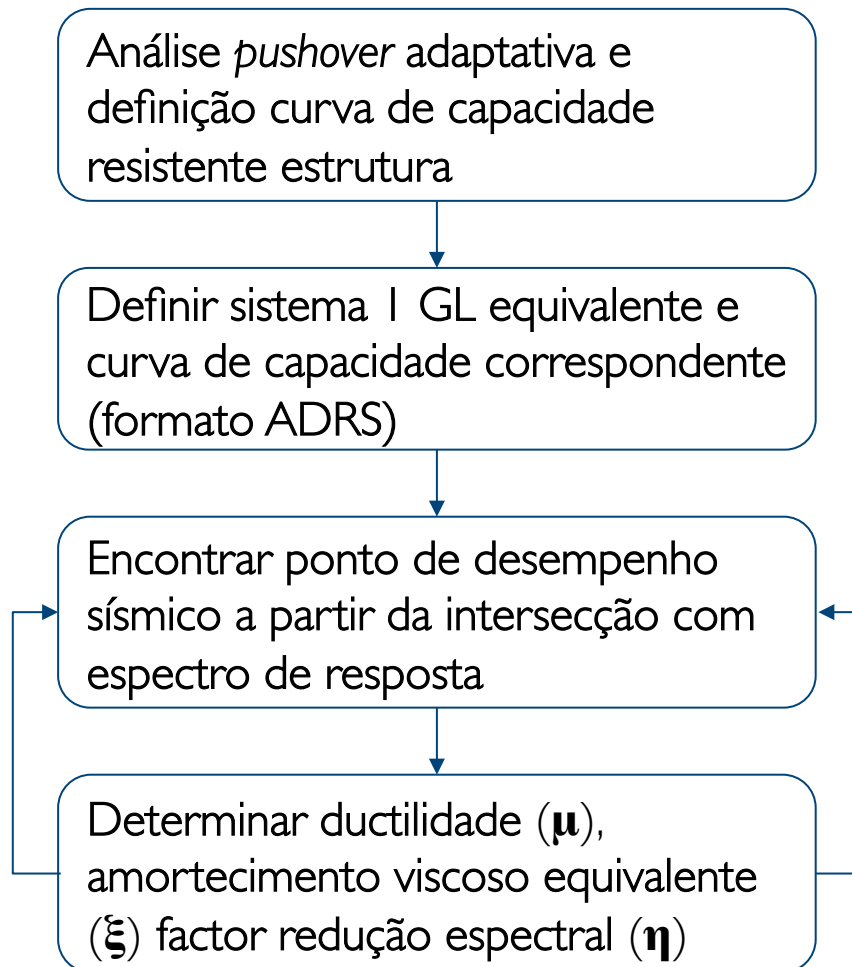 Análise pushover adaptativa e
definição curva de capacidade
resistente estrutura
Definir sistema 1 GL equivalente e
curva de capacidade correspondente
(formato ADRS)
Encontrar ponto de desempenho
sísmico a partir da intersecção com
espectro de resposta
Determinar ductilidade (μ),
amortecimento viscoso equivalente
(ξ) factor redução espectral (η)